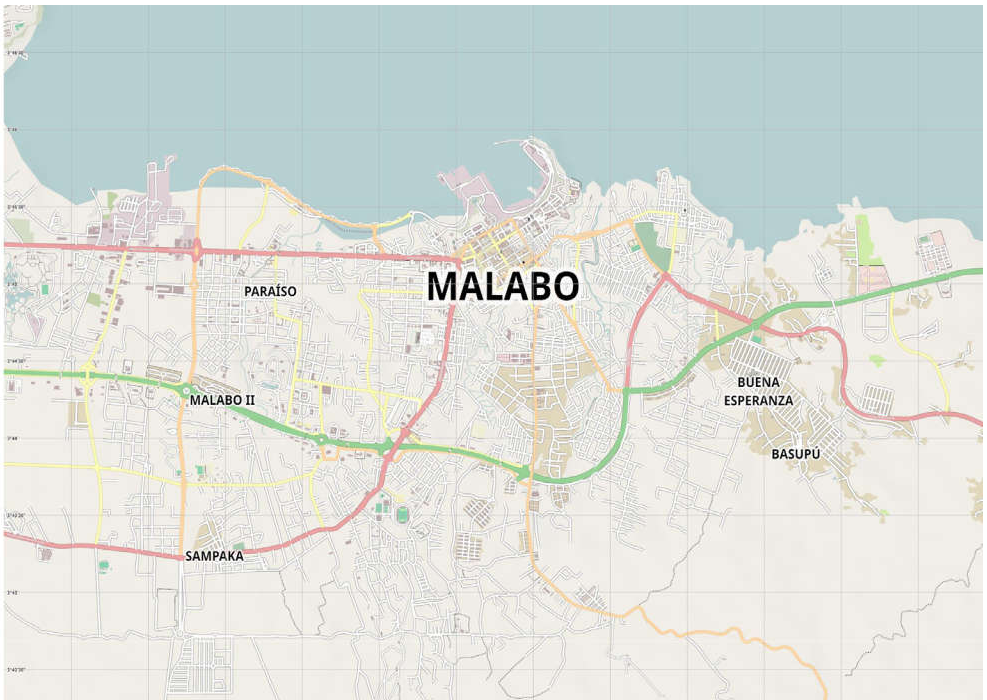 MALABO
PARAÍSO
BUENA
ESPERANZA
MALABO II
BASUPÚ
SAMPAKA